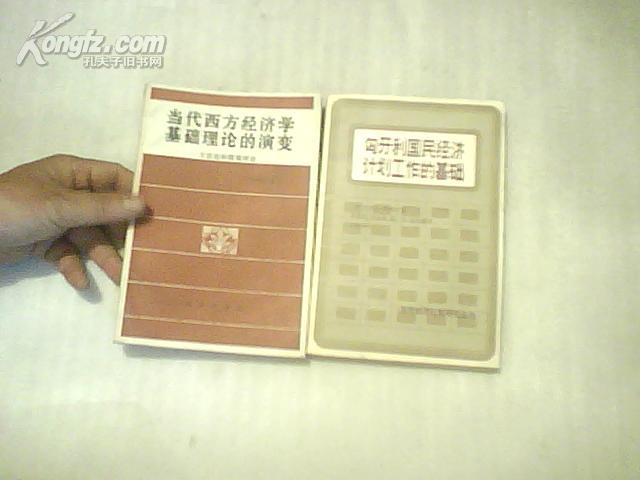 Kongfz.com
孔夫子旧书网
当代西方经济学
基础理论的演变
匈牙利国民经济
计划工作的基础